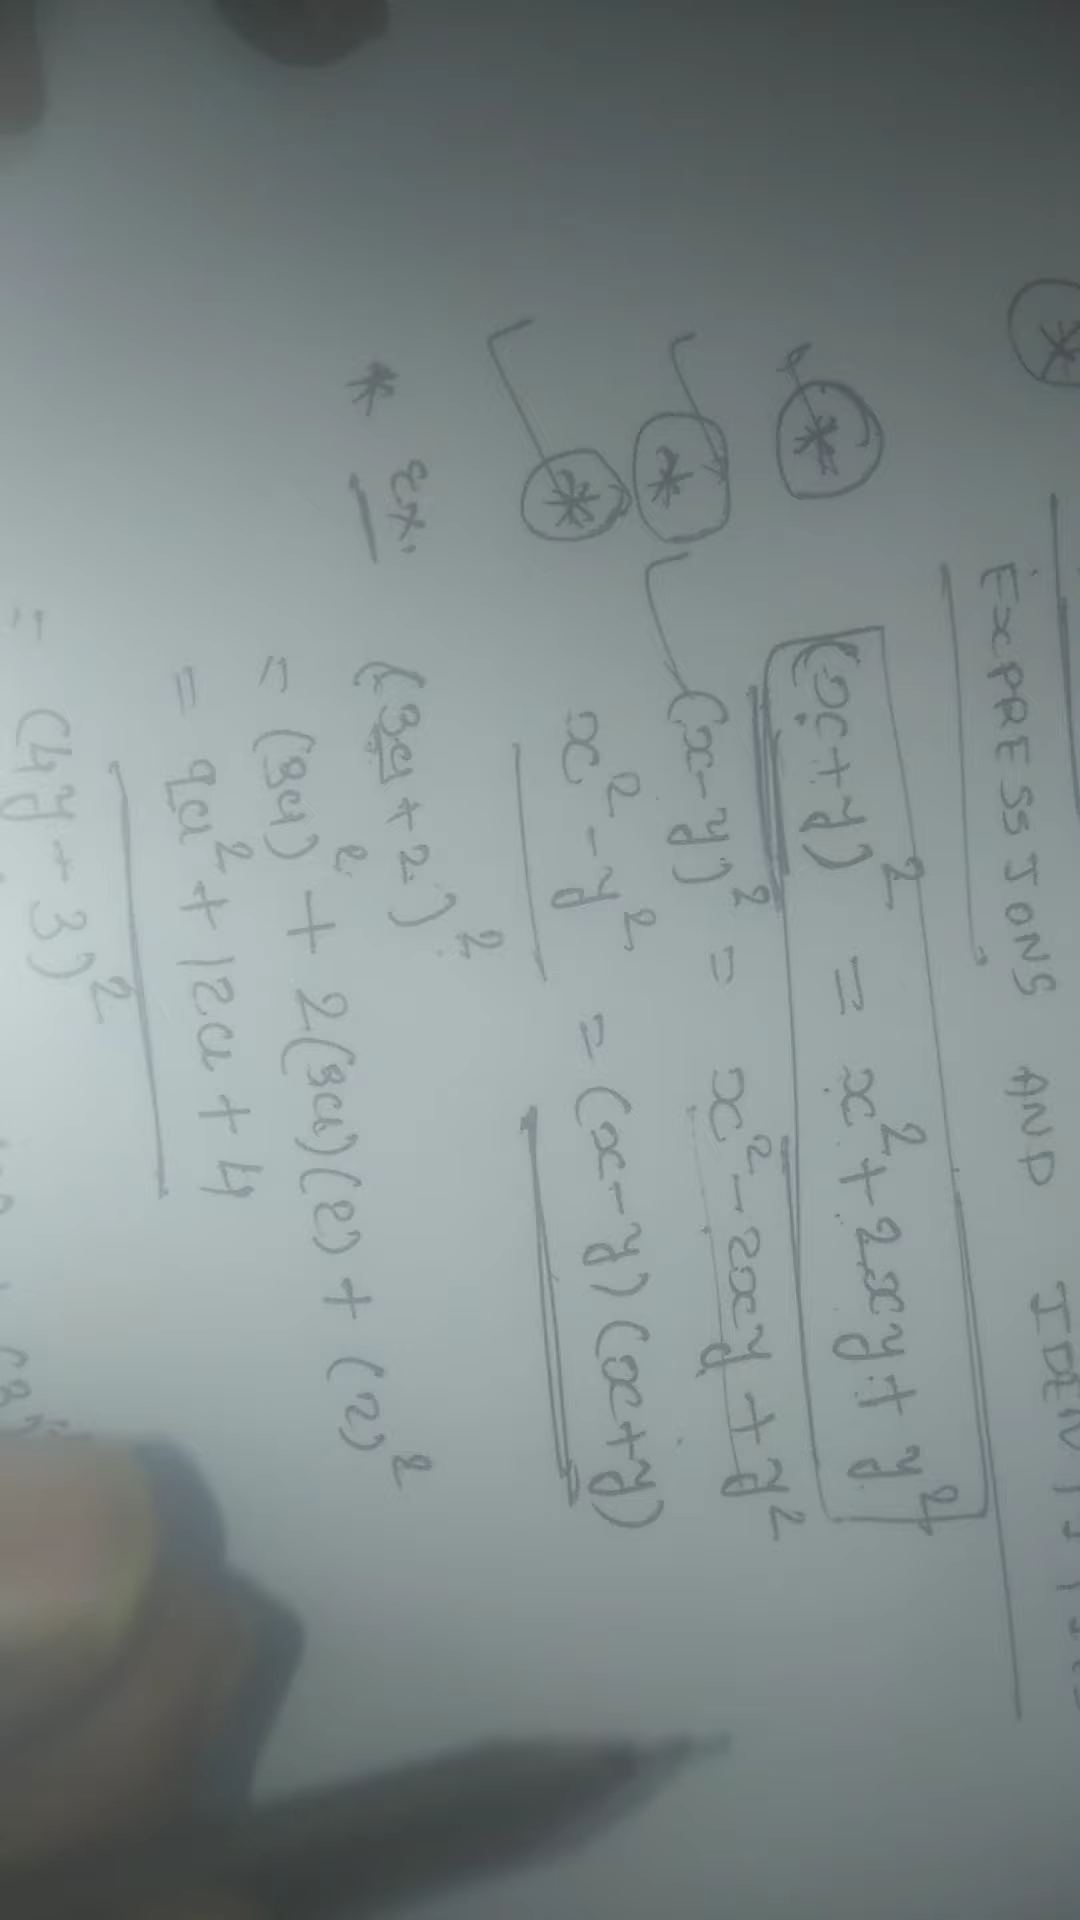 EXPRESSIONS AND
(x+y)² = x² + 2xy + y²
(x-y)² = x² - 2xy + y²
x² - y² = (x-y)(x+y)
* Ex.
(3a+2)²
= (3a)² + 2(3a)(2) + (2)²
= 9a² + 12a + 4
= (4y + 3)²